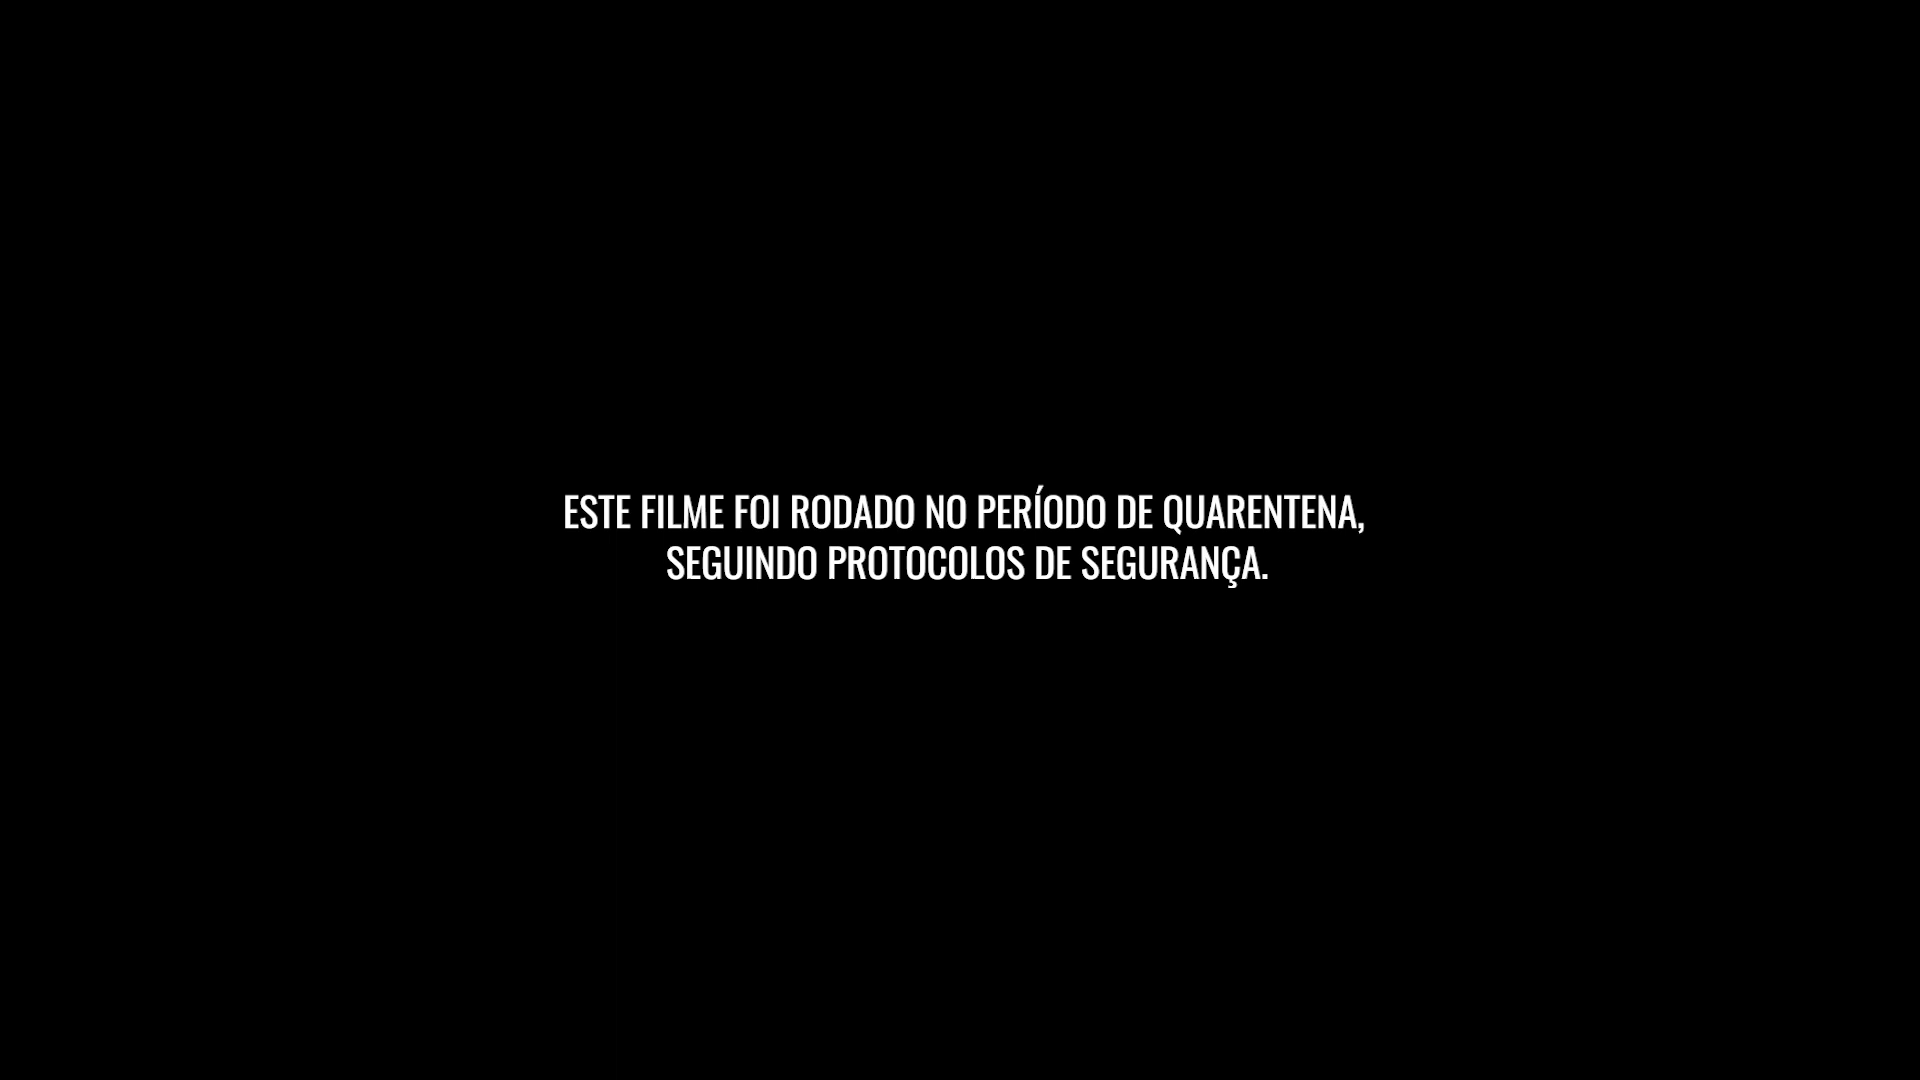 ESTE FILME FOI RODADO NO PERÍODO DE QUARENTENA,
SEGUINDO PROTOCOLOS DE SEGURANÇA.